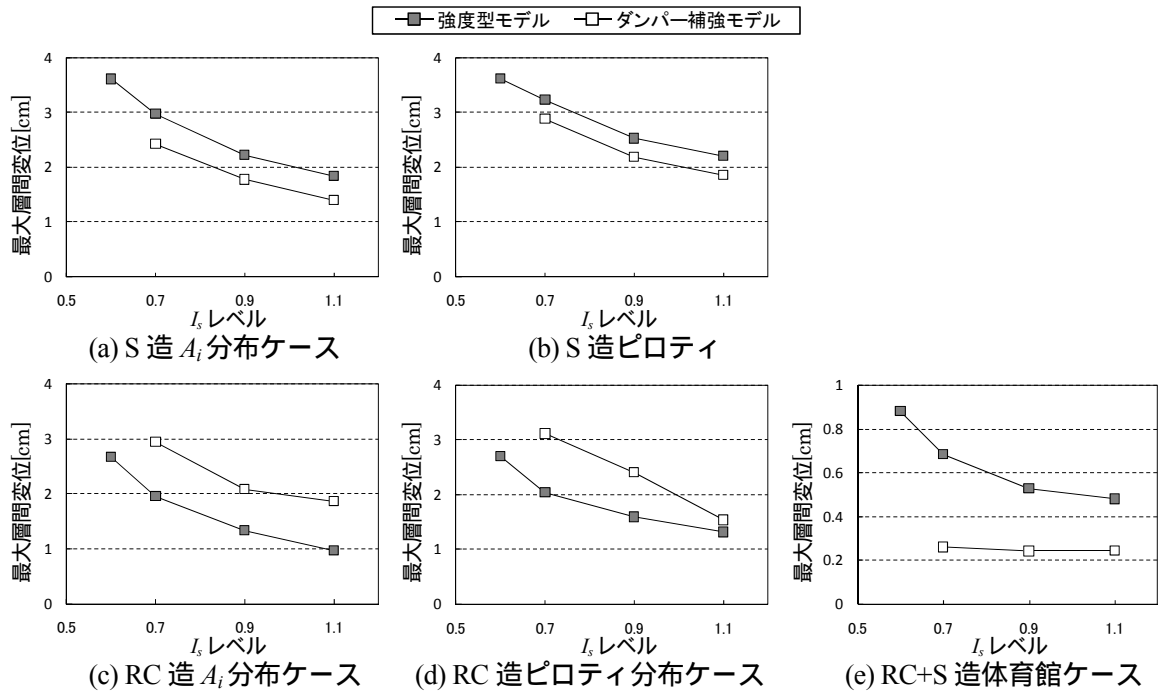 強度型モデル ダンパー補強モデル
最大層間変位[cm]
4
3
2
1
0
0.5 0.7 0.9 1.1
Is レベル
(a) S 造 Ai 分布ケース
最大層間変位[cm]
4
3
2
1
0
0.5 0.7 0.9 1.1
Is レベル
(b) S 造ピロティ
最大層間変位[cm]
4
3
2
1
0
0.5 0.7 0.9 1.1
Is レベル
(c) RC 造 Ai 分布ケース
最大層間変位[cm]
4
3
2
1
0
0.5 0.7 0.9 1.1
Is レベル
(d) RC 造ピロティ分布ケース
最大層間変位[cm]
1
0.8
0.6
0.4
0.2
0
0.5 0.7 0.9 1.1
Is レベル
(e) RC+S 造体育館ケース